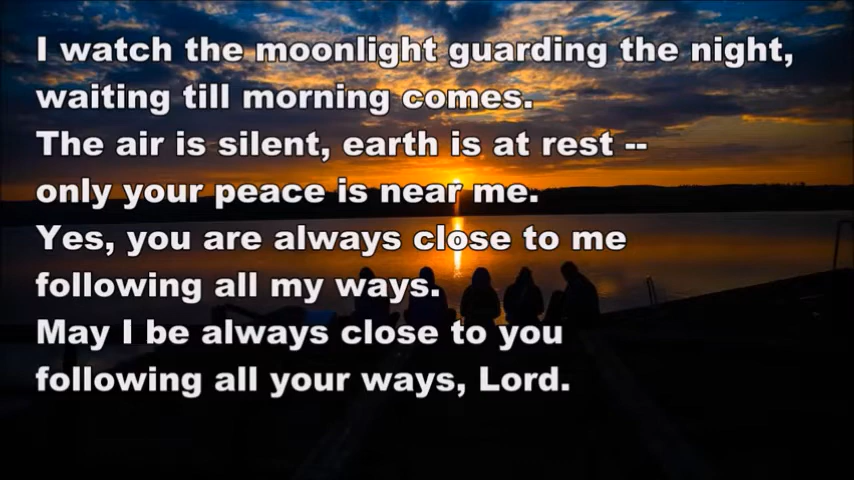 I watch the moonlight guarding the night,
waiting till morning comes.
The air is silent, earth is at rest --
only your peace is near me.
Yes, you are always close to me
following all my ways.
May I be always close to you
following all your ways, Lord.